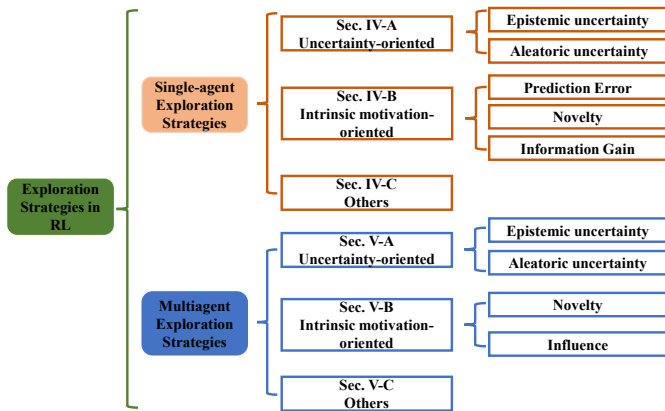 Exploration
Strategies in
RL
Single-agent
Exploration
Strategies
Sec. IV-A
Uncertainty-oriented
Epistemic uncertainty
Aleatoric uncertainty
Sec. IV-B
Intrinsic motivation-
oriented
Prediction Error
Novelty
Information Gain
Sec. IV-C
Others
Multiagent
Exploration
Strategies
Sec. V-A
Uncertainty-oriented
Epistemic uncertainty
Aleatoric uncertainty
Sec. V-B
Intrinsic motivation-
oriented
Novelty
Influence
Sec. V-C
Others